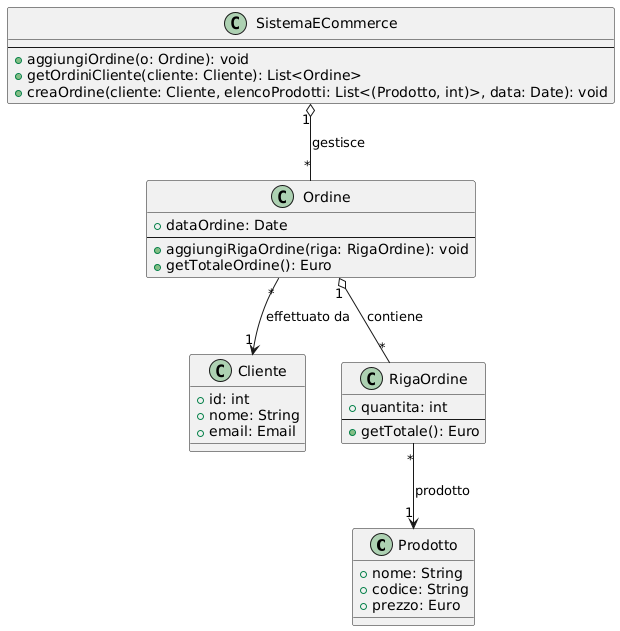 C SistemaECommerce
aggiungiOrdine(o: Ordine): void
getOrdiniCliente(cliente: Cliente): List<Ordine>
creaOrdine(cliente: Cliente, elencoProdotti: List<(Prodotto, int)>, data: Date): void
1
gestisce
*
C Ordine
dataOrdine: Date
aggiungiRigaOrdine(riga: RigaOrdine): void
getTotaleOrdine(): Euro
* 1
effettuato da contiene
1 *
C Cliente
id: int
nome: String
email: Email
C RigaOrdine
quantita: int
getTotale(): Euro
*
prodotto
1
C Prodotto
nome: String
codice: String
prezzo: Euro